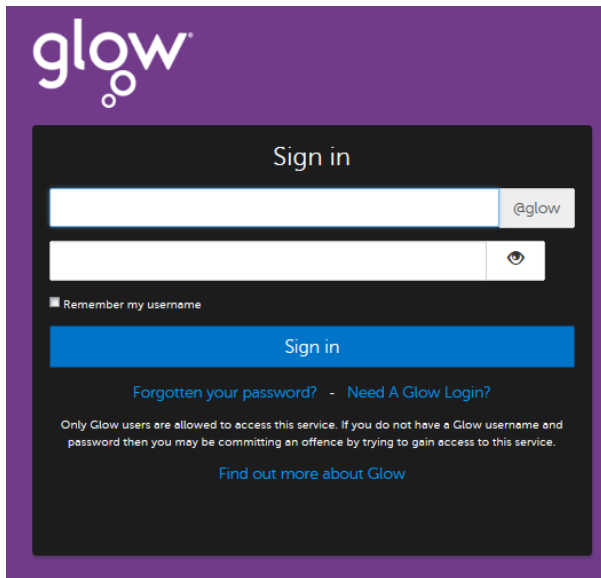 glow
Sign in
@glow
Remember my username
Sign in
Forgotten your password? - Need A Glow Login?
Only Glow users are allowed to access this service. If you do not have a Glow username and
password then you may be committing an offence by trying to gain access to this service.
Find out more about Glow